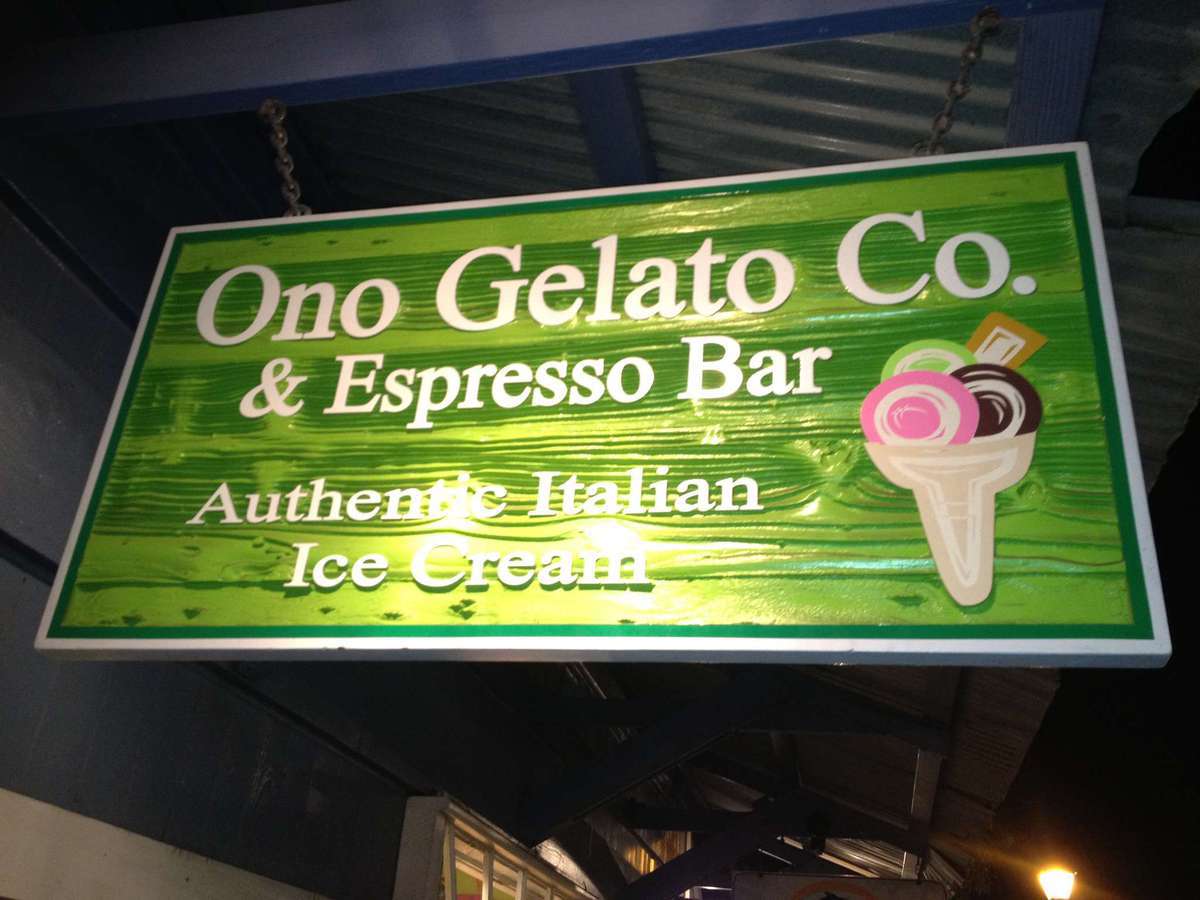 Ono Gelato Co.
& Espresso Bar
Authentic Italian
Ice Cream